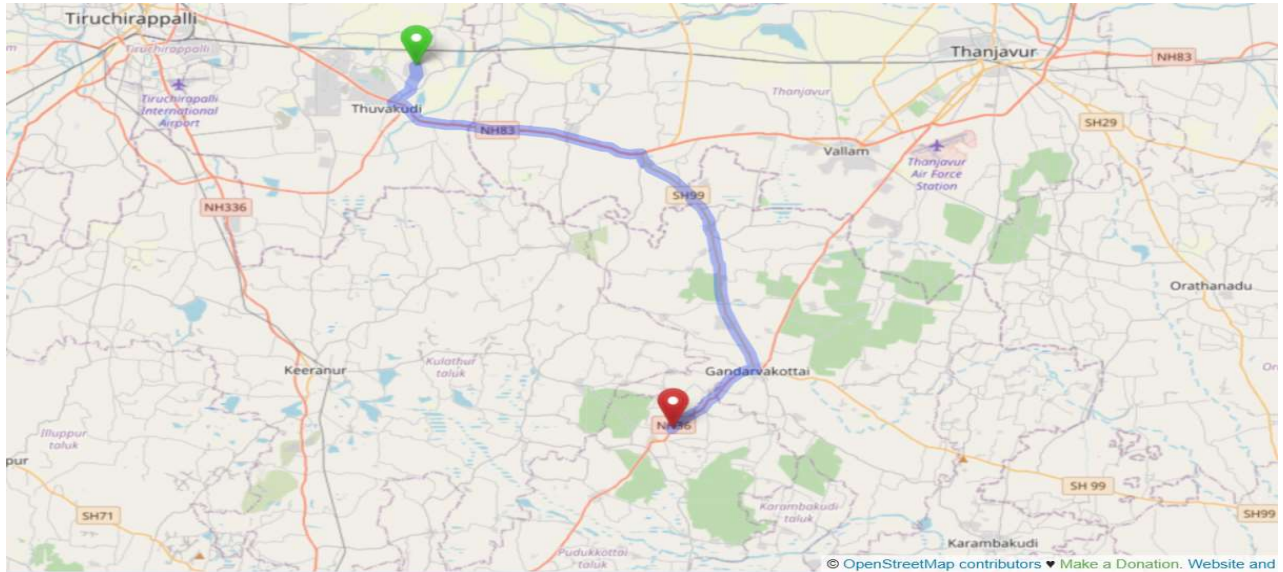 Tiruchirappalli
Tiruchirappalli
Thanjavur
NH83
Tiruchirapalli
International
Airport
Thuvakudi
Thanjavur
NH83
SH29
Vallam
Thanjavur
Air Force
Station
SH99
NH336
Orathanadu
Keeranur
Kulathur
taluk
Gandarvakottai
Illuppur
taluk
pur
SH 99
SH71
SH99
Karambakudi
taluk
Karambakudi
Pudukkottai
© OpenStreetMap contributors ♥ Make a Donation. Website and